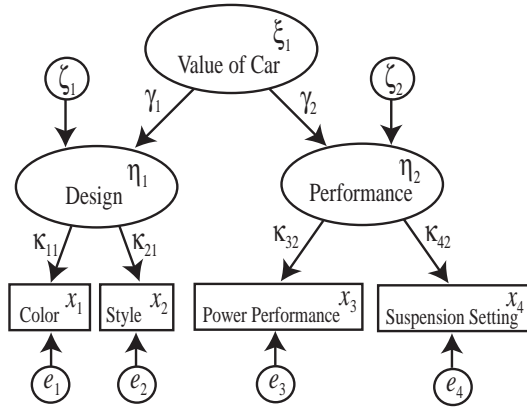 ξ₁
Value of Car
ζ₁
ζ₂
γ₁
γ₂
η₁
Design
η₂
Performance
κ₁₁
κ₂₁
κ₃₂
κ₄₂
Color x₁
Style x₂
Power Performance x₃
Suspension Setting x₄
e₁
e₂
e₃
e₄